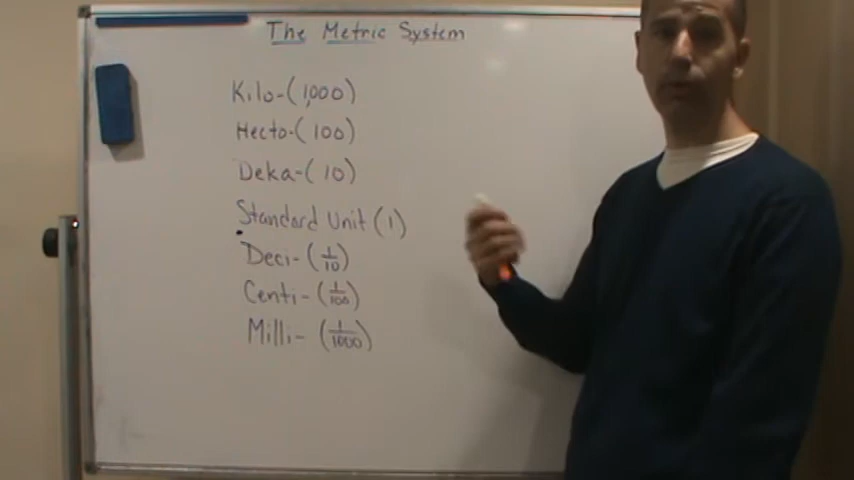 The Metric System
Kilo-(1,000)
Hecto-(100)
Deka-(10)
Standard Unit (1)
Deci-(1/10)
Centi-(1/100)
Milli-(1/1000)